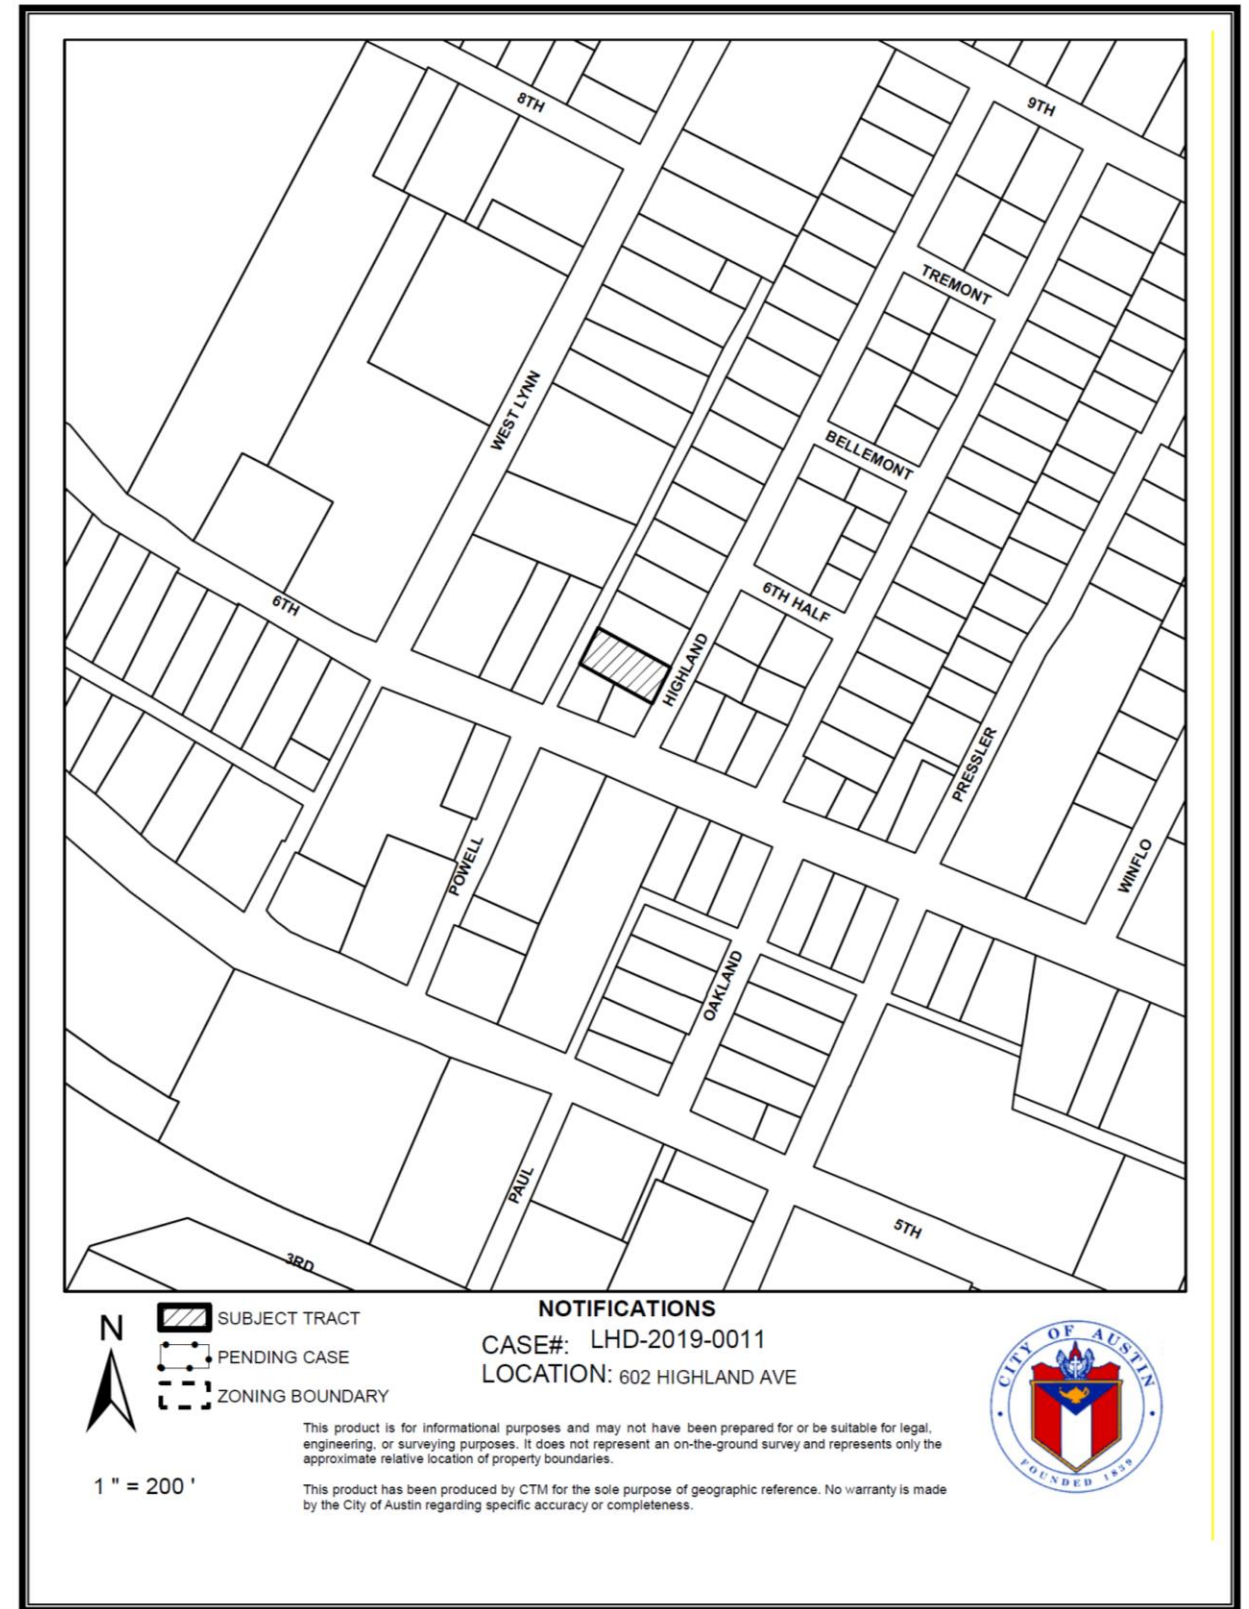 8TH
9TH
TREMONT
WEST LYNN
BELLEMONT
6TH
6TH HALF
HIGHLAND
PRESSLER
POWELL
WINFLO
OAKLAND
PAUL
5TH
3RD
N
SUBJECT TRACT
PENDING CASE
ZONING BOUNDARY
1 " = 200 '
NOTIFICATIONS
CASE#: LHD-2019-0011
LOCATION: 602 HIGHLAND AVE
This product is for informational purposes and may not have been prepared for or be suitable for legal,
engineering, or surveying purposes. It does not represent an on-the-ground survey and represents only the
approximate relative location of property boundaries.
This product has been produced by CTM for the sole purpose of geographic reference. No warranty is made
by the City of Austin regarding specific accuracy or completeness.
CITY OF AUSTIN
FOUNDED 1839